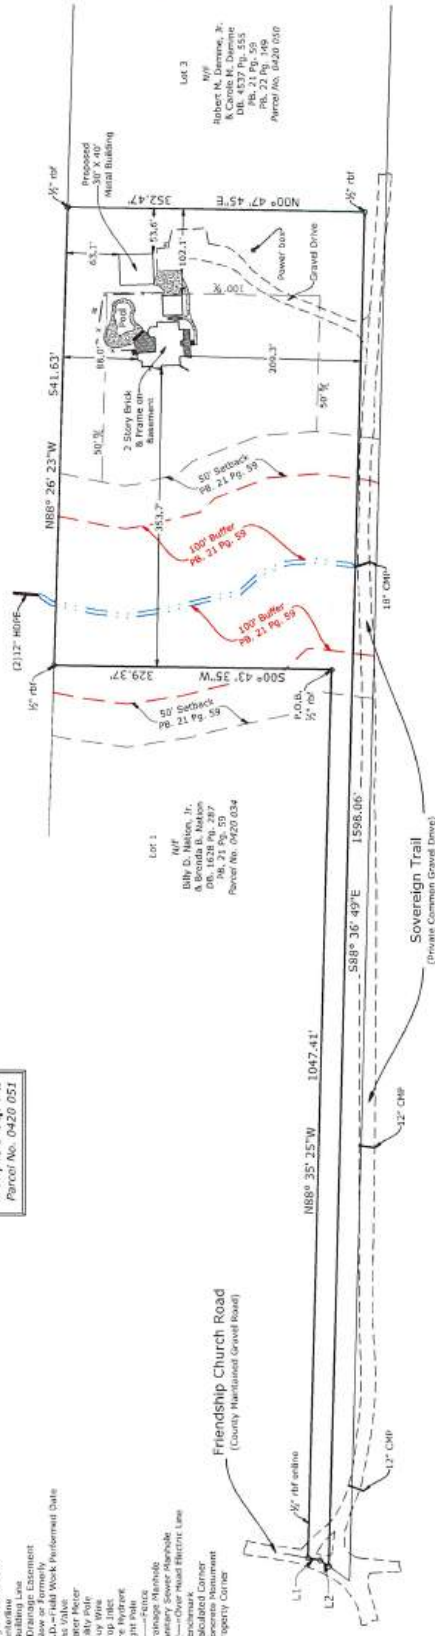 Parcel No. 0420 051
Centerline
Building Line
Drainage Easement
Now or Formerly
Field Work Performed Date
Gas Valve
Water Meter
Utility Pole
Guy Wire
Drop Inlet
Fire Hydrant
Light Pole
Fence
Drainage Manhole
Sanitary Sewer Manhole
Over Head Electric Line
Benchmark
Calculated Corner
Concrete Monument
Property Corner
Friendship Church Road
(County Maintained Gravel Road)
½" rbf online
L1
L2
12" CMP
N88° 35' 25"W 1047.41'
12" CMP
S88° 36' 49"E 1598.06'
Sovereign Trail
(Private Common Gravel Drive)
18" CMP
Lot 1
N/F
Billy D. Nation, Jr.
& Brenda B. Nation
DB. 1628 Pg. 287
PB. 21 Pg. 59
Parcel No. 0420 034
50' Setback
PB. 21 Pg. 59
P.O.B.
½" rbf
S00° 43' 35"W
329.37'
½" rbf
(2)12" HDPE
100' Buffer
PB. 21 Pg. 59
100' Buffer
PB. 21 Pg. 59
50' Setback
PB. 21 Pg. 59
353.7'
N88° 26' 23"W 541.63'
50'
88.0'
Pool
2 Story Brick
& Frame on
Basement
209.3'
50'
100'
63.1'
53.6'
102.1'
Proposed
30' X 40'
Metal Building
Power box
Gravel Drive
½" rbf
352.47'
N00° 47' 45"E
½" rbf
Lot 3
N/F
Robert M. Demme, Jr.
& Carole M. Demme
DB. 4537 Pg. 555
PB. 21 Pg. 59
PB. 22 Pg. 149
Parcel No. 0420 050